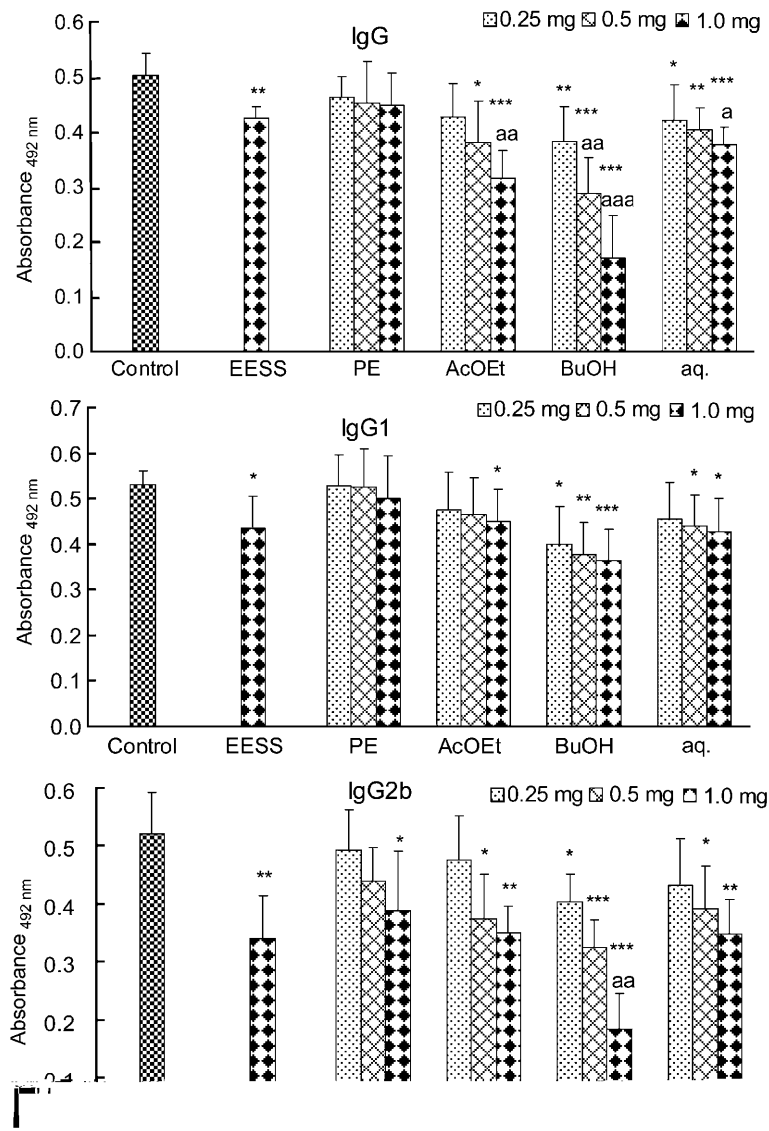 IgG
0.25 mg 0.5 mg 1.0 mg
Absorbance 492 nm
0.6
0.5
0.4
0.3
0.2
0.1
0.0
**
* ***
aa
** *** ***
aa aaa
* ** ***
a
Control EESS PE AcOEt BuOH aq.
IgG1
0.25 mg 0.5 mg 1.0 mg
Absorbance 492 nm
0.7
0.6
0.5
0.4
0.3
0.2
0.1
0.0
*
*
* ** ***
* *
Control EESS PE AcOEt BuOH aq.
IgG2b
0.25 mg 0.5 mg 1.0 mg
Absorbance 492 nm
0.6
0.5
0.4
0.3
0.2
**
*
* **
* *** ***
aa
* **